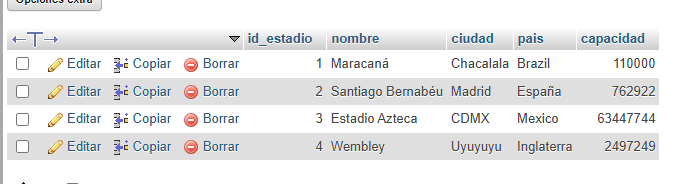 Opciones extra
id_estadio nombre ciudad pais capacidad
Editar Copiar Borrar 1 Maracaná Chacalala Brazil 110000
Editar Copiar Borrar 2 Santiago Bernabéu Madrid España 762922
Editar Copiar Borrar 3 Estadio Azteca CDMX Mexico 63447744
Editar Copiar Borrar 4 Wembley Uyuyuyu Inglaterra 2497249